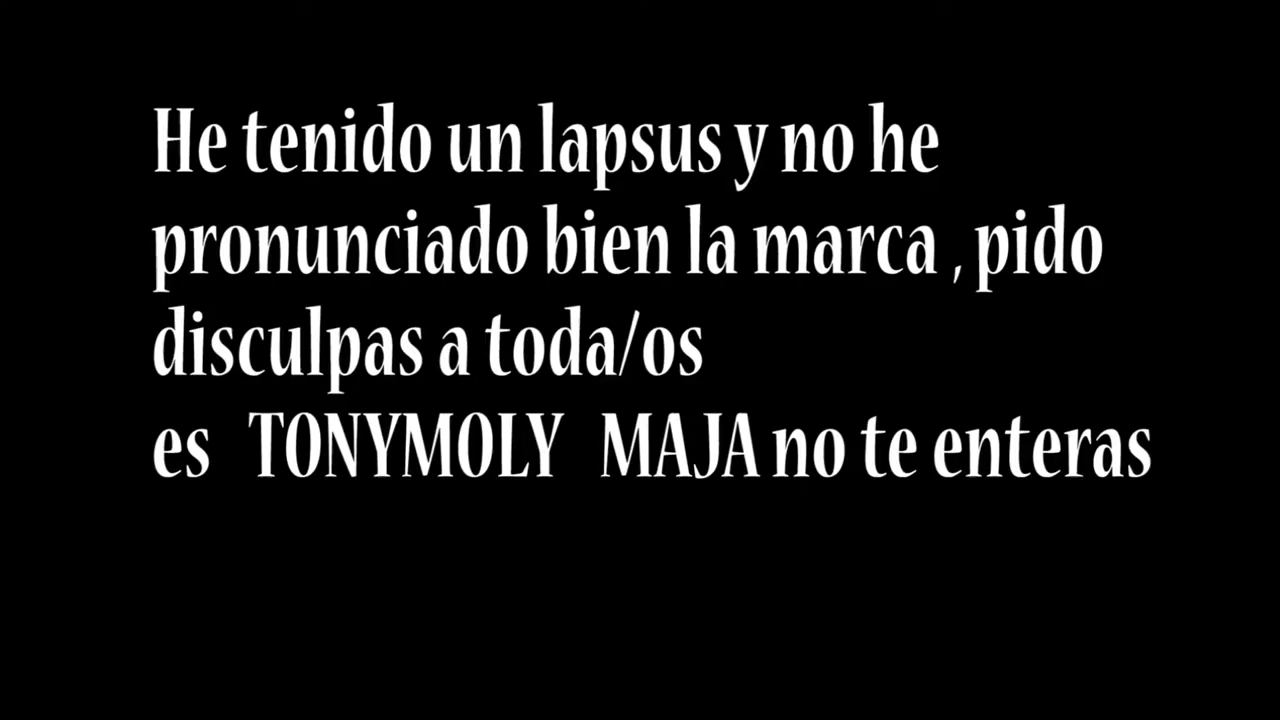 He tenido un lapsus y no he
pronunciado bien la marca , pido
disculpas a toda/os
es TONYMOLY MAJA no te enteras